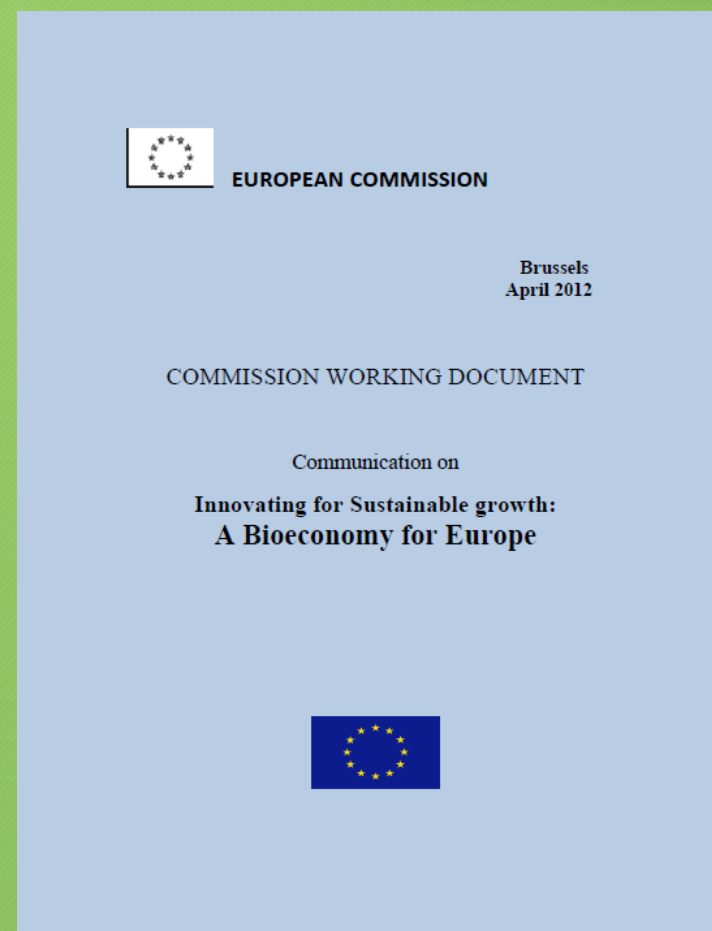 EUROPEAN COMMISSION
Brussels
April 2012
COMMISSION WORKING DOCUMENT
Communication on
Innovating for Sustainable growth:
A Bioeconomy for Europe